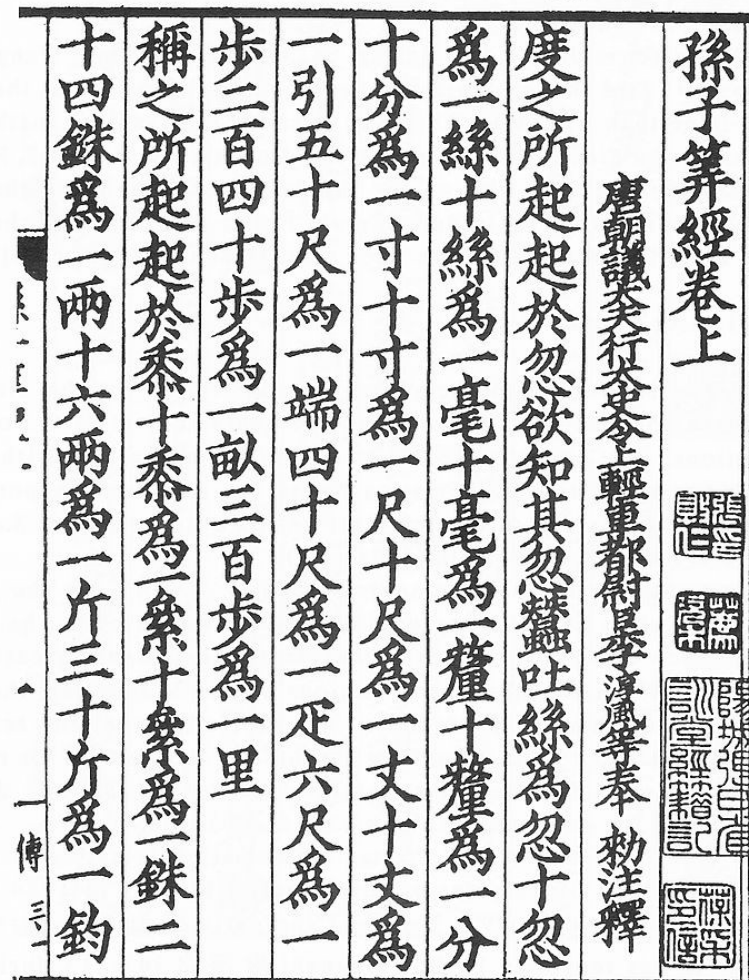 孫子筭經卷上
唐朝議大夫行太史令上輕車都尉臣李淳風等奉 勑注釋
度之所起起於忽欲知其忽蠶吐絲爲忽十忽
爲一絲十絲爲一毫十毫爲一釐十釐爲一分
十分爲一寸十寸爲一尺十尺爲一丈十丈爲
一引五十尺爲一端四十尺爲一疋六尺爲一
歩二百四十歩爲一畝三百歩爲一里
稱之所起起於黍十黍爲一絫十絫爲一銖二
十四銖爲一兩十六兩爲一斤三十斤爲一鈞
一 傅